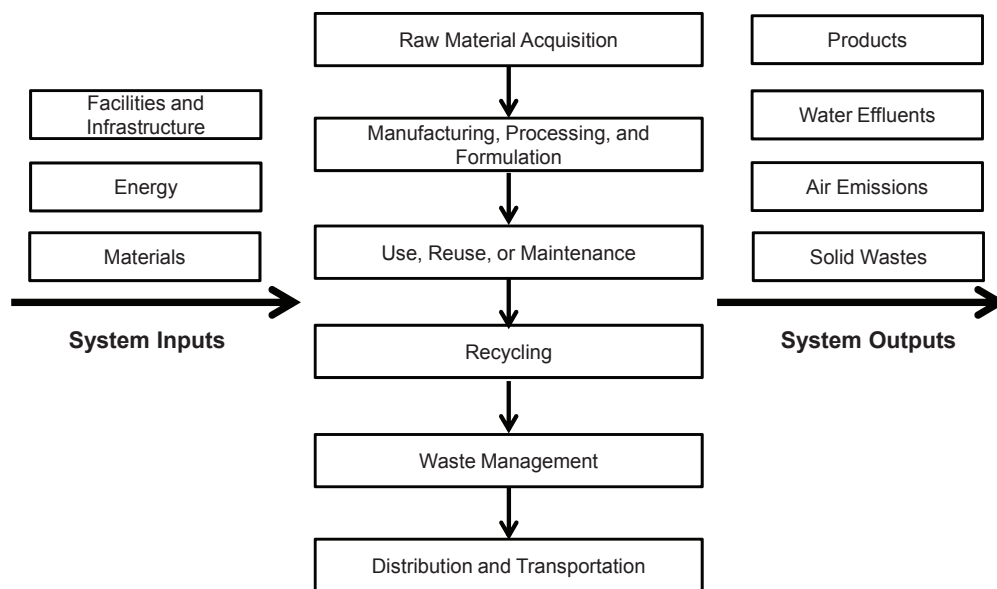 Raw Material Acquisition
Products
Facilities and
Infrastructure
Manufacturing, Processing, and
Formulation
Water Effluents
Energy
Air Emissions
Materials
Use, Reuse, or Maintenance
Solid Wastes
System Inputs
System Outputs
Recycling
Waste Management
Distribution and Transportation